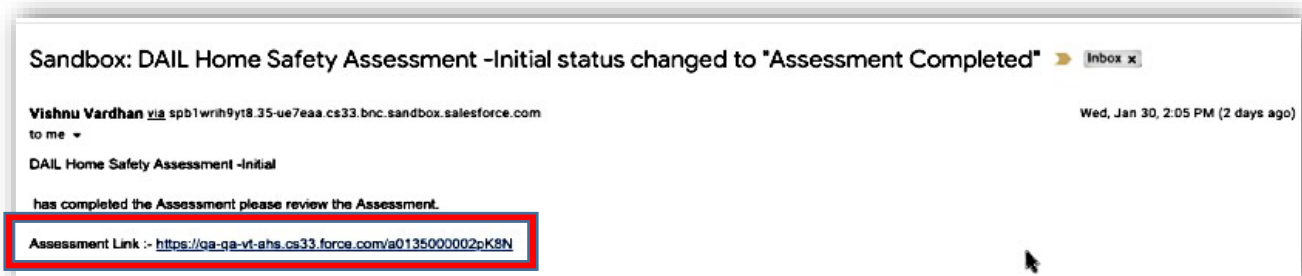 Sandbox: DAIL Home Safety Assessment -Initial status changed to "Assessment Completed" Inbox x
Vishnu Vardhan via spb1wrih9yt8.35-ue7eaa.cs33.bnc.sandbox.salesforce.com Wed, Jan 30, 2:05 PM (2 days ago)
to me
DAIL Home Safety Assessment -Initial
has completed the Assessment please review the Assessment.
Assessment Link :- https://qa-qa-vt-ahs.cs33.force.com/a0135000002pK8N